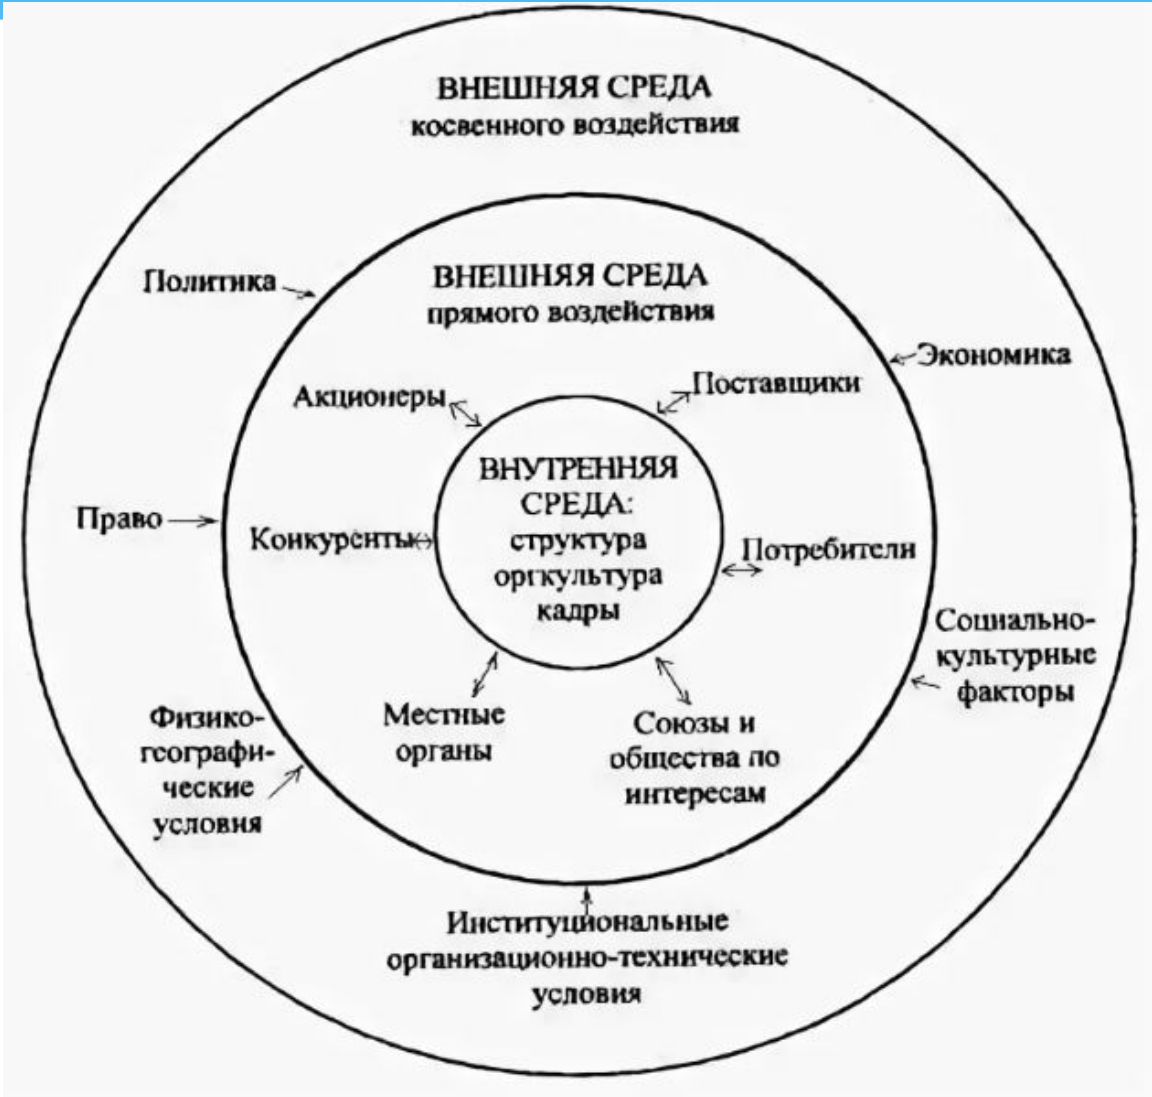 ВНЕШНЯЯ СРЕДА
косвенного воздействия
Политика
ВНЕШНЯЯ СРЕДА
прямого воздействия
Экономика
Акционеры
Поставщики
ВНУТРЕННЯЯ
СРЕДА:
структура
оргкультура
кадры
Право
Конкуренты
Потребители
Социально-
культурные
факторы
Физико-
географи-
ческие
условия
Местные
органы
Союзы и
общества по
интересам
Институциональные
организационно-технические
условия